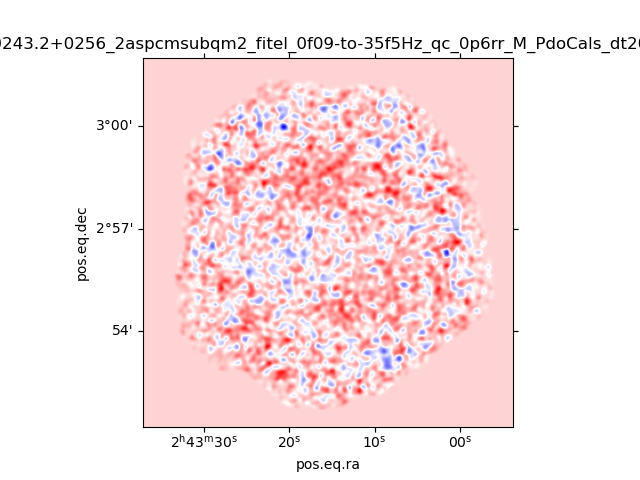 0243.2+0256_2aspcmsubqm2_fitel_0f09-to-35f5Hz_qc_0p6rr_M_PdoCals_dt20
3°00'
2°57'
54'
pos.eq.dec
2h43m30s 20s 10s 00s
pos.eq.ra